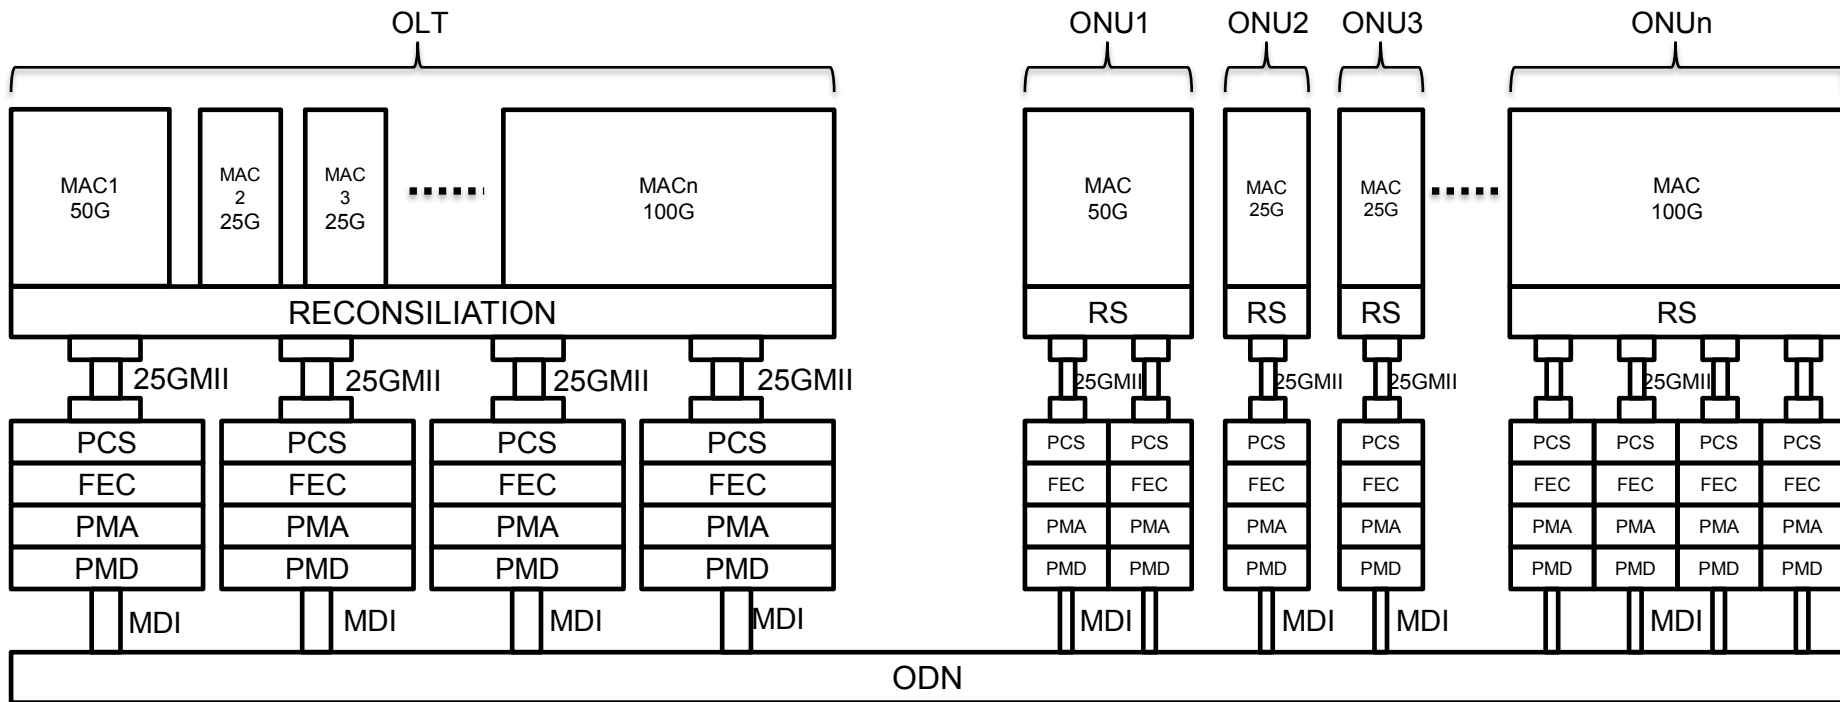 OLT
ONU1 ONU2 ONU3 ONUn
MAC1
50G
MAC
2
25G
MAC
3
25G
MACn
100G
MAC
50G
MAC
25G
MAC
25G
MAC
100G
RECONSILIATION
RS RS RS RS
25GMII 25GMII 25GMII 25GMII 25GMII 25GMII 25GMII 25GMII
PCS PCS PCS PCS PCS PCS PCS PCS PCS PCS PCS PCS
FEC FEC FEC FEC FEC FEC FEC FEC FEC FEC FEC FEC
PMA PMA PMA PMA PMA PMA PMA PMA PMA PMA PMA PMA
PMD PMD PMD PMD PMD PMD PMD PMD PMD PMD PMD PMD
MDI MDI MDI MDI MDI MDI MDI MDI
ODN